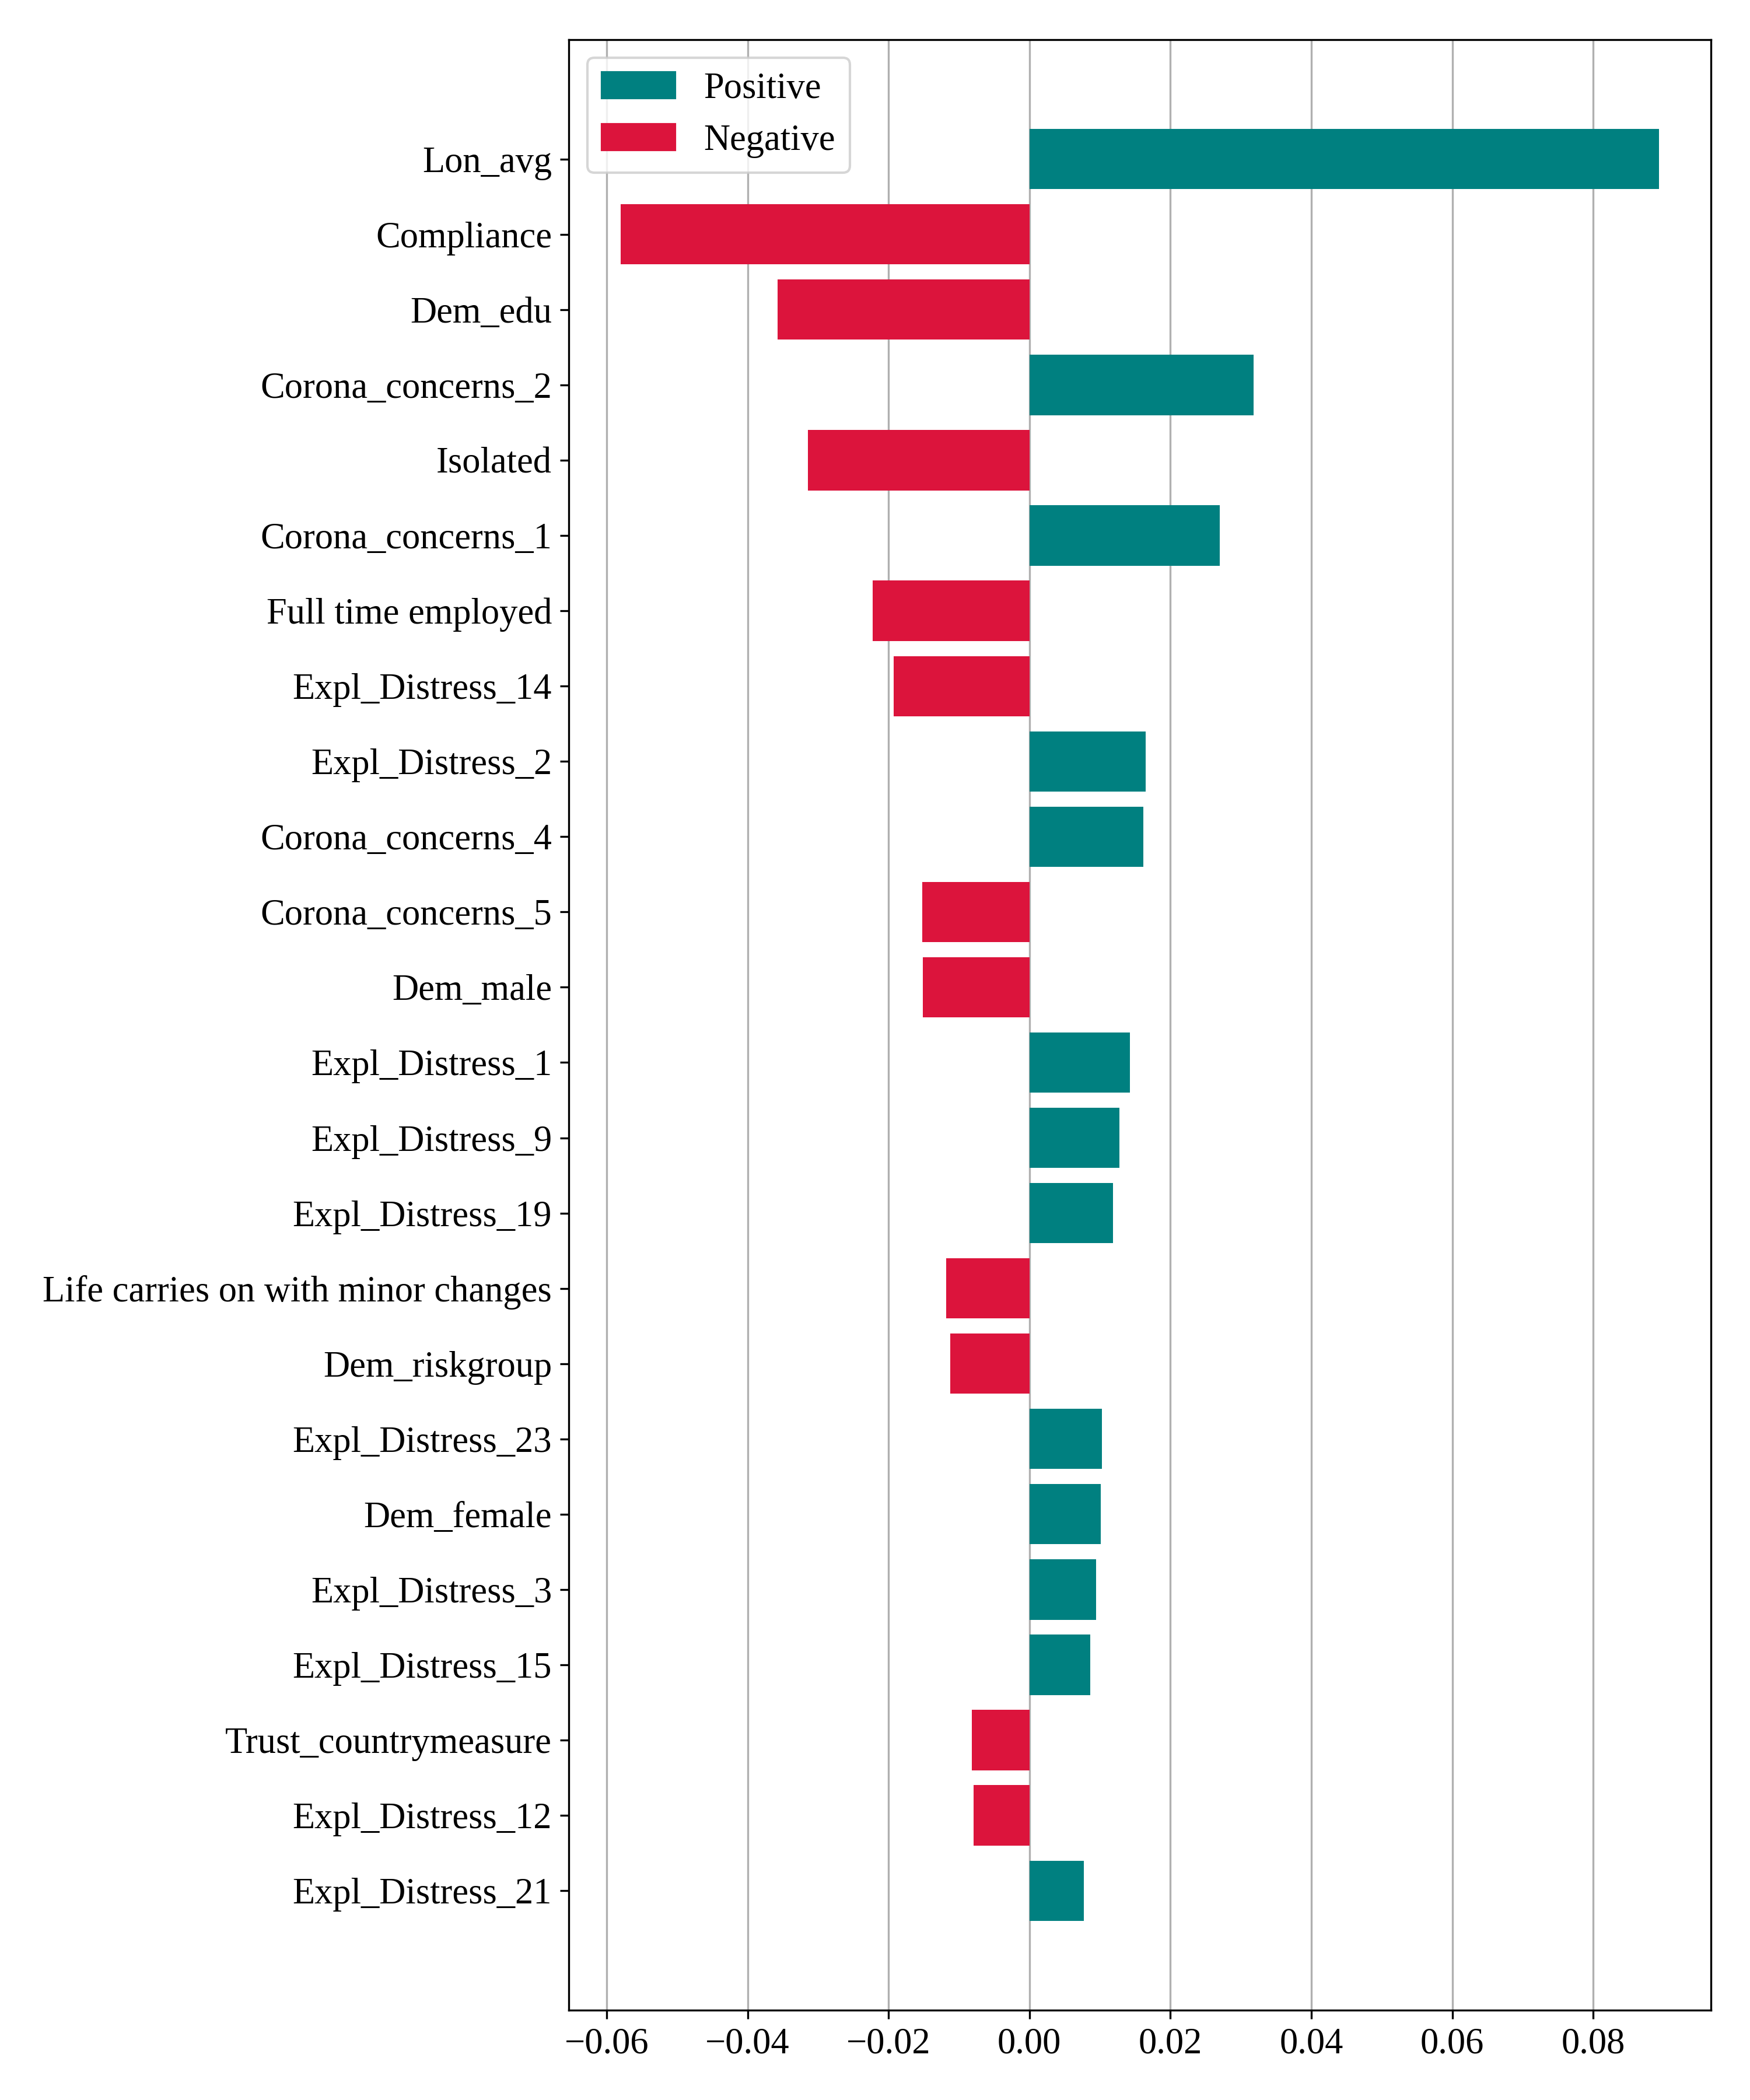 Positive
Negative
Lon_avg
Compliance
Dem_edu
Corona_concerns_2
Isolated
Corona_concerns_1
Full time employed
Expl_Distress_14
Expl_Distress_2
Corona_concerns_4
Corona_concerns_5
Dem_male
Expl_Distress_1
Expl_Distress_9
Expl_Distress_19
Life carries on with minor changes
Dem_riskgroup
Expl_Distress_23
Dem_female
Expl_Distress_3
Expl_Distress_15
Trust_countrymeasure
Expl_Distress_12
Expl_Distress_21
−0.06 −0.04 −0.02 0.00 0.02 0.04 0.06 0.08